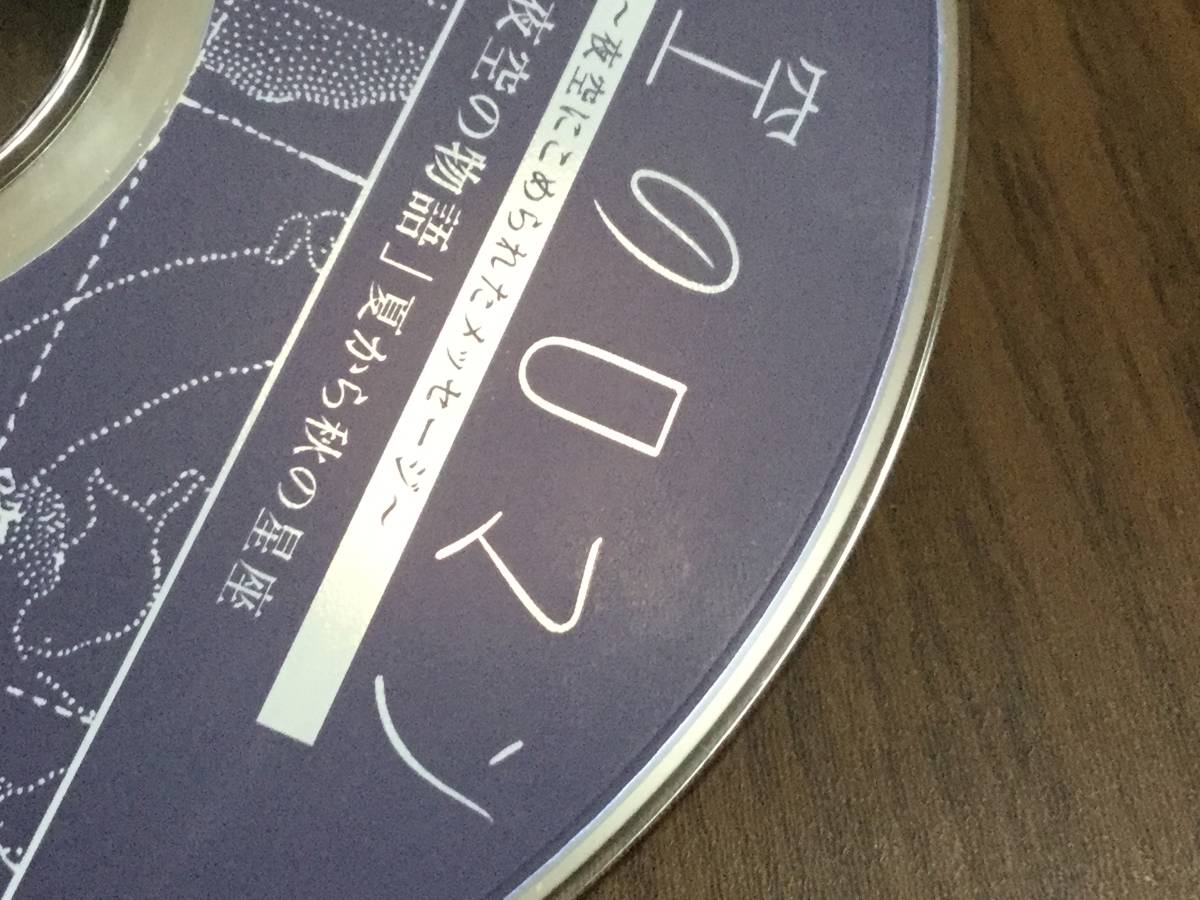 空のロマン
～夜空にこめられたメッセージ～
夜空の物語」夏から秋の星座